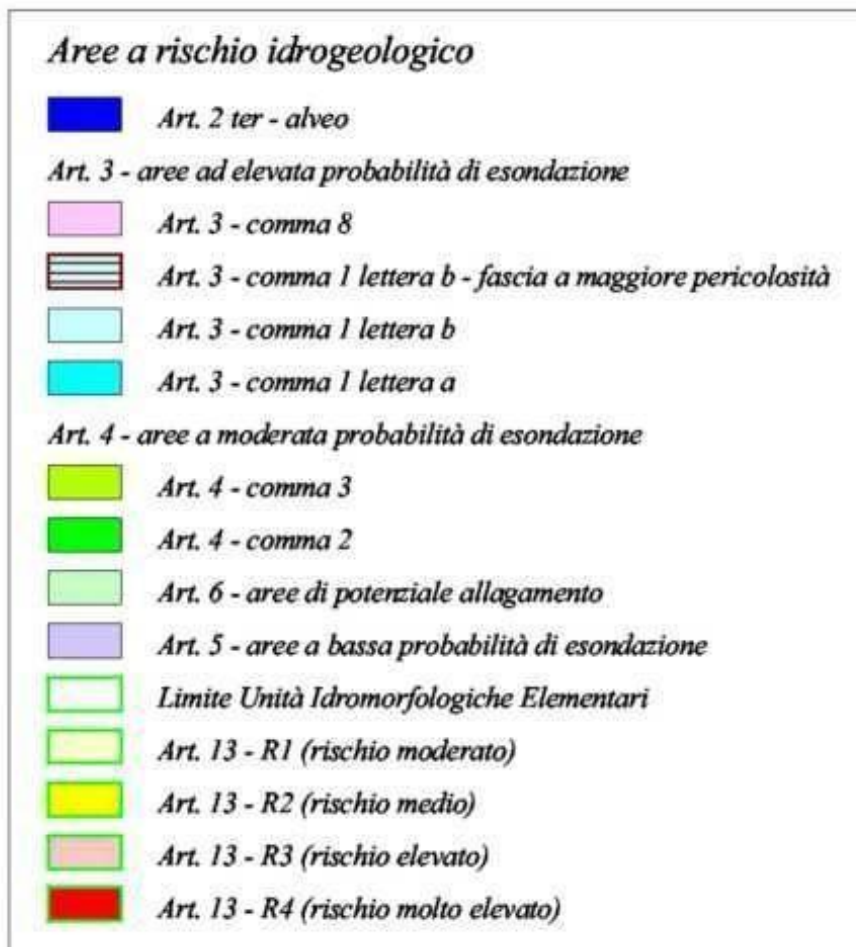 Aree a rischio idrogeologico
Art. 2 ter - alveo
Art. 3 - aree ad elevata probabilità di esondazione
Art. 3 - comma 8
Art. 3 - comma 1 lettera b - fascia a maggiore pericolosità
Art. 3 - comma 1 lettera b
Art. 3 - comma 1 lettera a
Art. 4 - aree a moderata probabilità di esondazione
Art. 4 - comma 3
Art. 4 - comma 2
Art. 6 - aree di potenziale allagamento
Art. 5 - aree a bassa probabilità di esondazione
Limite Unità Idromorfologiche Elementari
Art. 13 - R1 (rischio moderato)
Art. 13 - R2 (rischio medio)
Art. 13 - R3 (rischio elevato)
Art. 13 - R4 (rischio molto elevato)